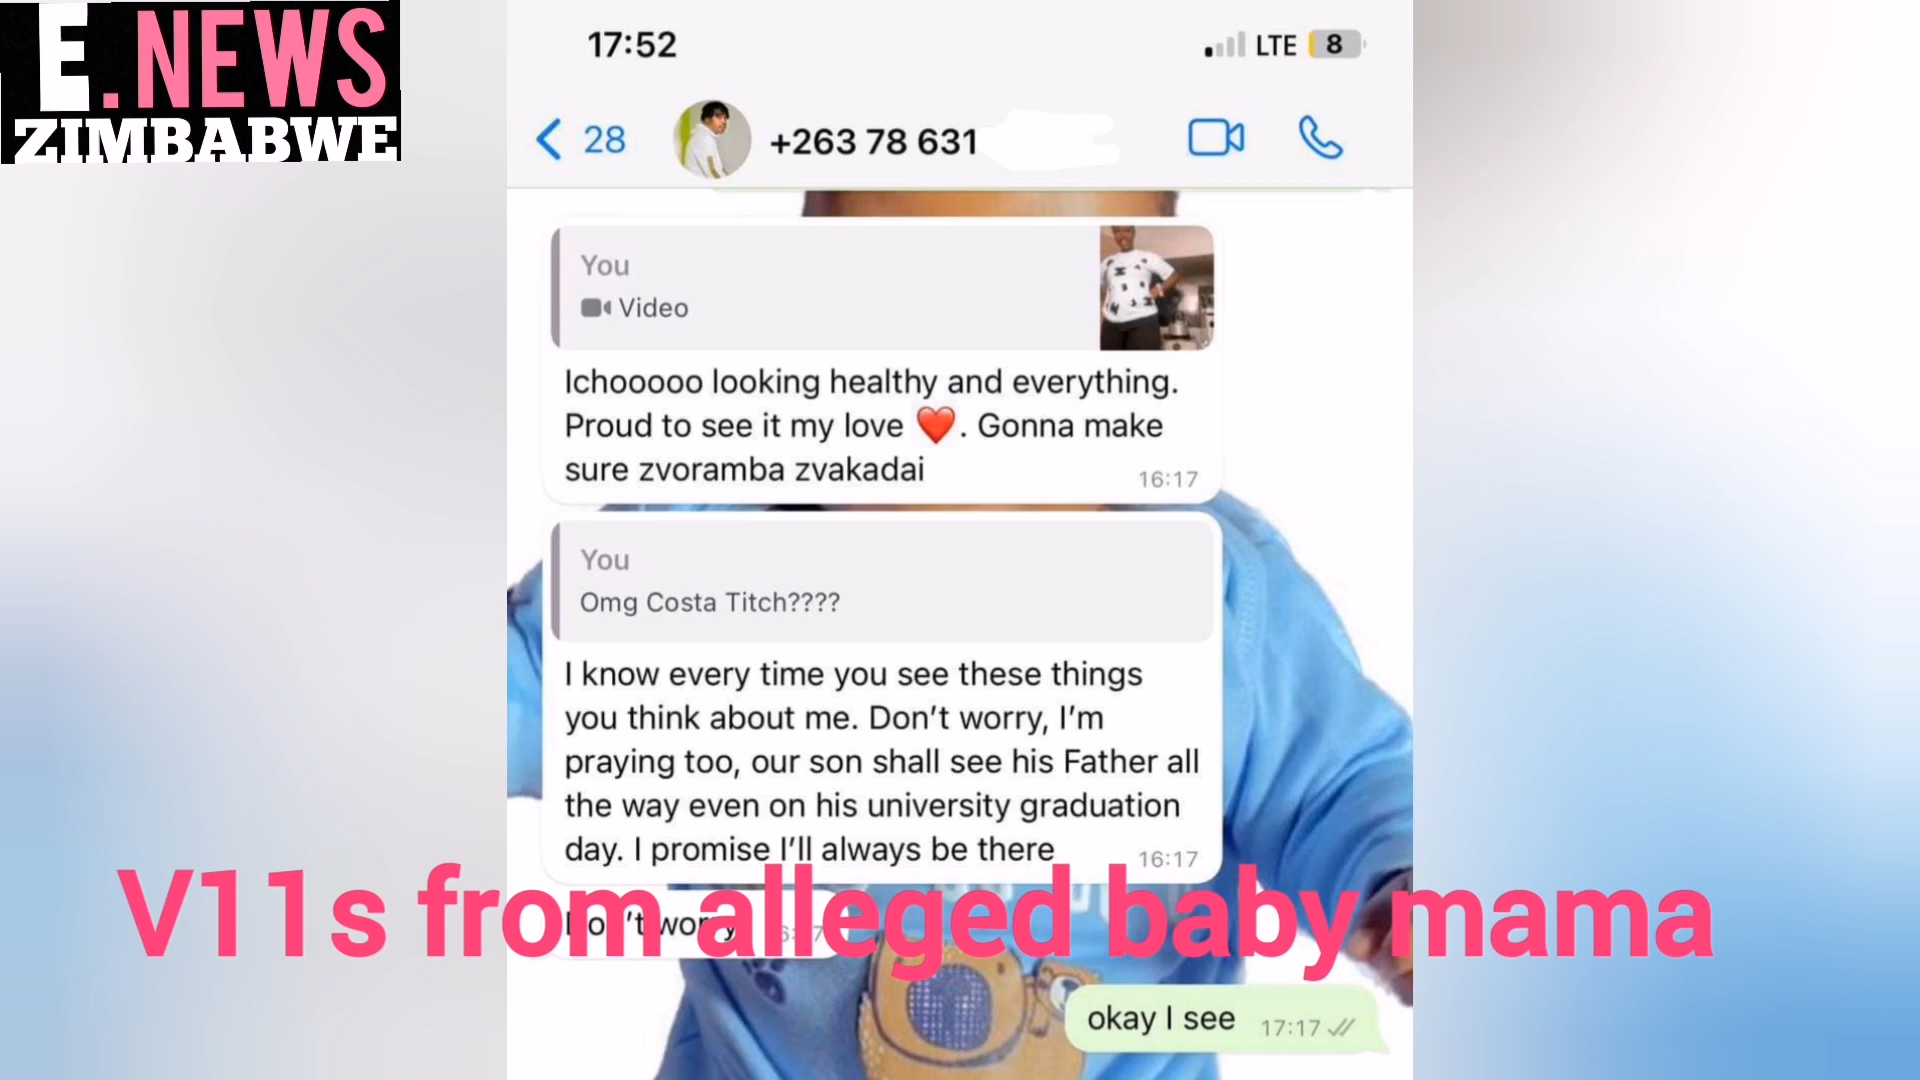 E.NEWS
ZIMBABWE
17:52
LTE 8
28
+263 78 631
You
Video
Ichooooo looking healthy and everything.
Proud to see it my love ❤️. Gonna make
sure zvoramba zvakadai
16:17
You
Omg Costa Titch????
I know every time you see these things
you think about me. Don't worry, I'm
praying too, our son shall see his Father all
the way even on his university graduation
day. I promise I'll always be there
16:17
Don't worry
V11s from alleged baby mama
okay I see
17:17